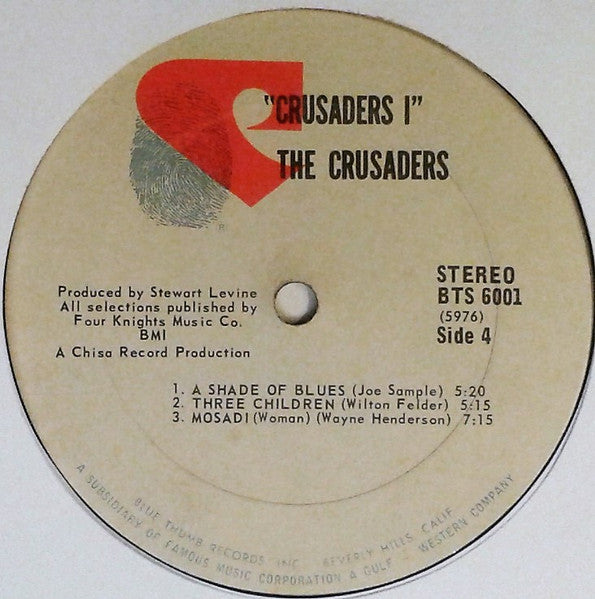 "CRUSADERS I"
THE CRUSADERS
®
STEREO
BTS 6001
(5976)
Side 4
Produced by Stewart Levine
All selections published by
Four Knights Music Co.
BMI
A Chisa Record Production
1. A SHADE OF BLUES (Joe Sample) 5:20
2. THREE CHILDREN (Wilton Felder) 5:15
3. MOSADI (Woman) (Wayne Henderson) 7:15
BLUE THUMB RECORDS, INC. BEVERLY HILLS, CALIF.
A SUBSIDIARY OF FAMOUS MUSIC CORPORATION A GULF - WESTERN COMPANY